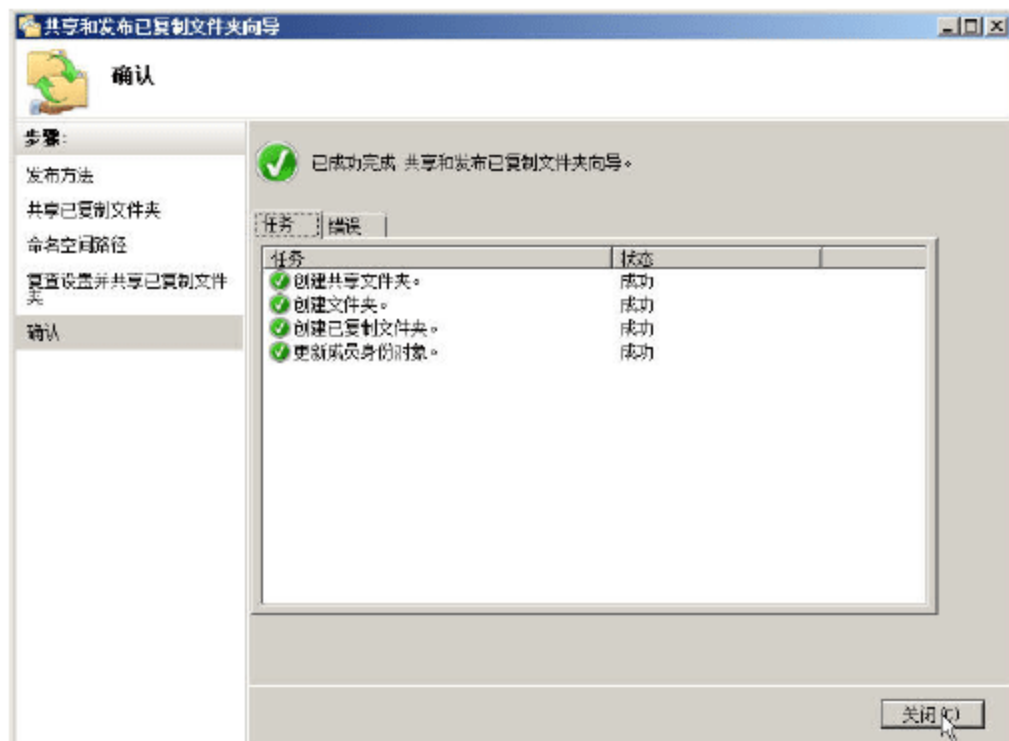 共享和发布已复制文件夹向导
确认
步骤:
发布方法
共享已复制文件夹
命名空间路径
复查设置并共享已复制文件
夹
确认
已成功完成 共享和发布已复制文件夹向导。
任务 错误
任务 状态
创建共享文件夹。 成功
创建文件夹。 成功
创建已复制文件夹。 成功
更新成员身份对象。 成功
关闭(C)